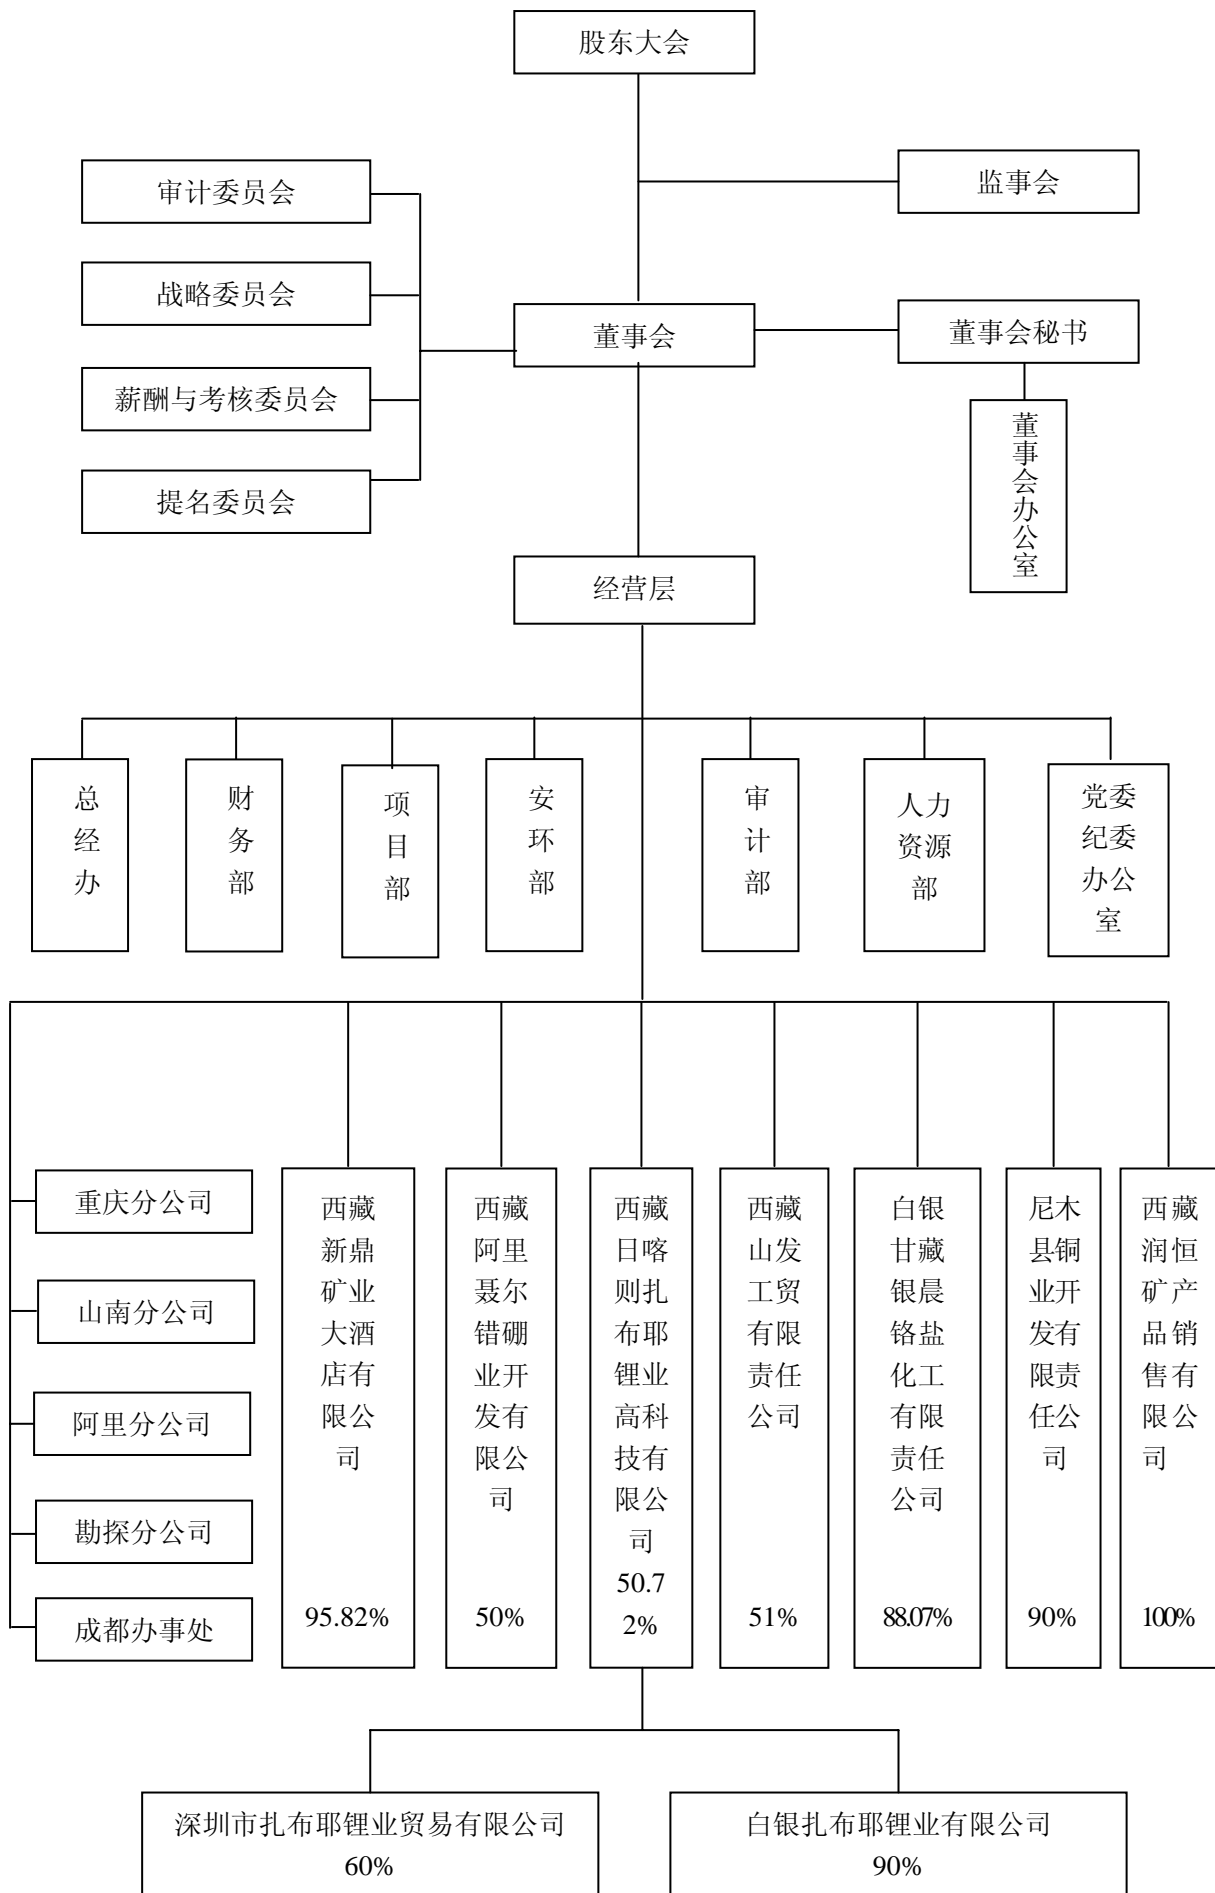 股东大会
监事会
审计委员会
战略委员会
董事会
董事会秘书
薪酬与考核委员会
董事会办公室
提名委员会
经营层
总
经
办
财
务
部
项
目
部
安
环
部
审
计
部
人力
资源
部
党委
纪委
办公
室
重庆分公司
山南分公司
阿里分公司
勘探分公司
成都办事处
西藏
新鼎
矿业
大酒
店有
限公
司
95.82%
西藏
阿里
聂尔
错硼
业开
发有
限公
司
50%
西藏
日喀
则扎
布耶
锂业
高科
技有
限公
司
50.7
2%
西藏
山发
工贸
有限
责任
公司
51%
白银
甘藏
银晨
铬盐
化工
有限
责任
公司
88.07%
尼木
县铜
业开
发有
限责
任公
司
90%
西藏
润恒
矿产
品销
售有
限公
司
100%
深圳市扎布耶锂业贸易有限公司
60%
白银扎布耶锂业有限公司
90%